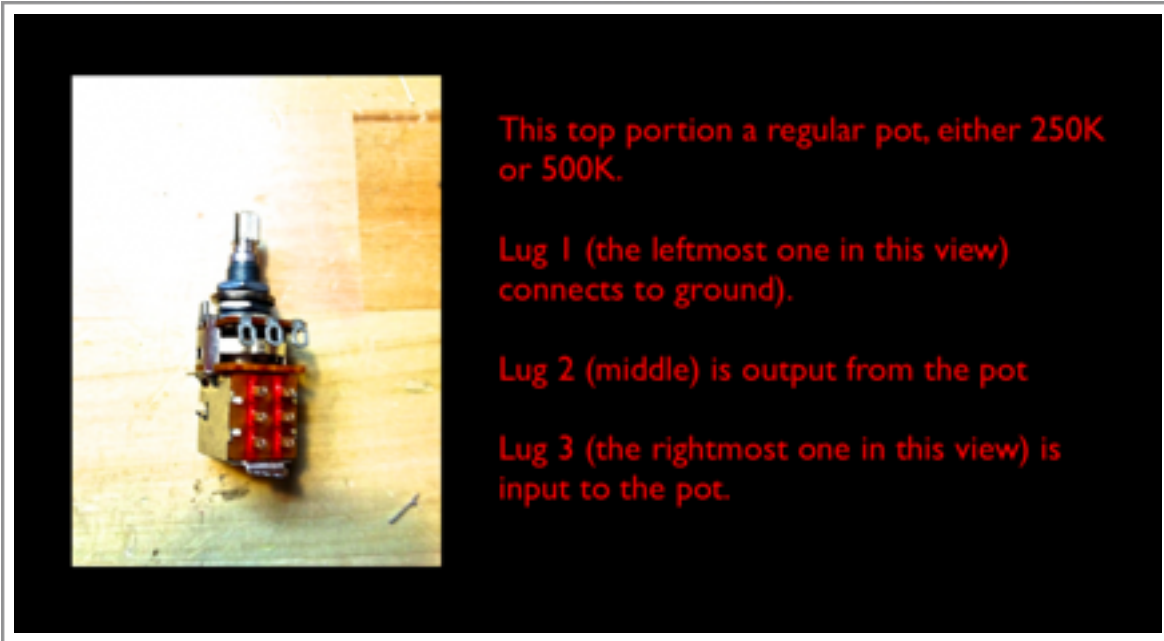 This top portion a regular pot, either 250K
or 500K.
Lug 1 (the leftmost one in this view)
connects to ground).
Lug 2 (middle) is output from the pot
Lug 3 (the rightmost one in this view) is
input to the pot.